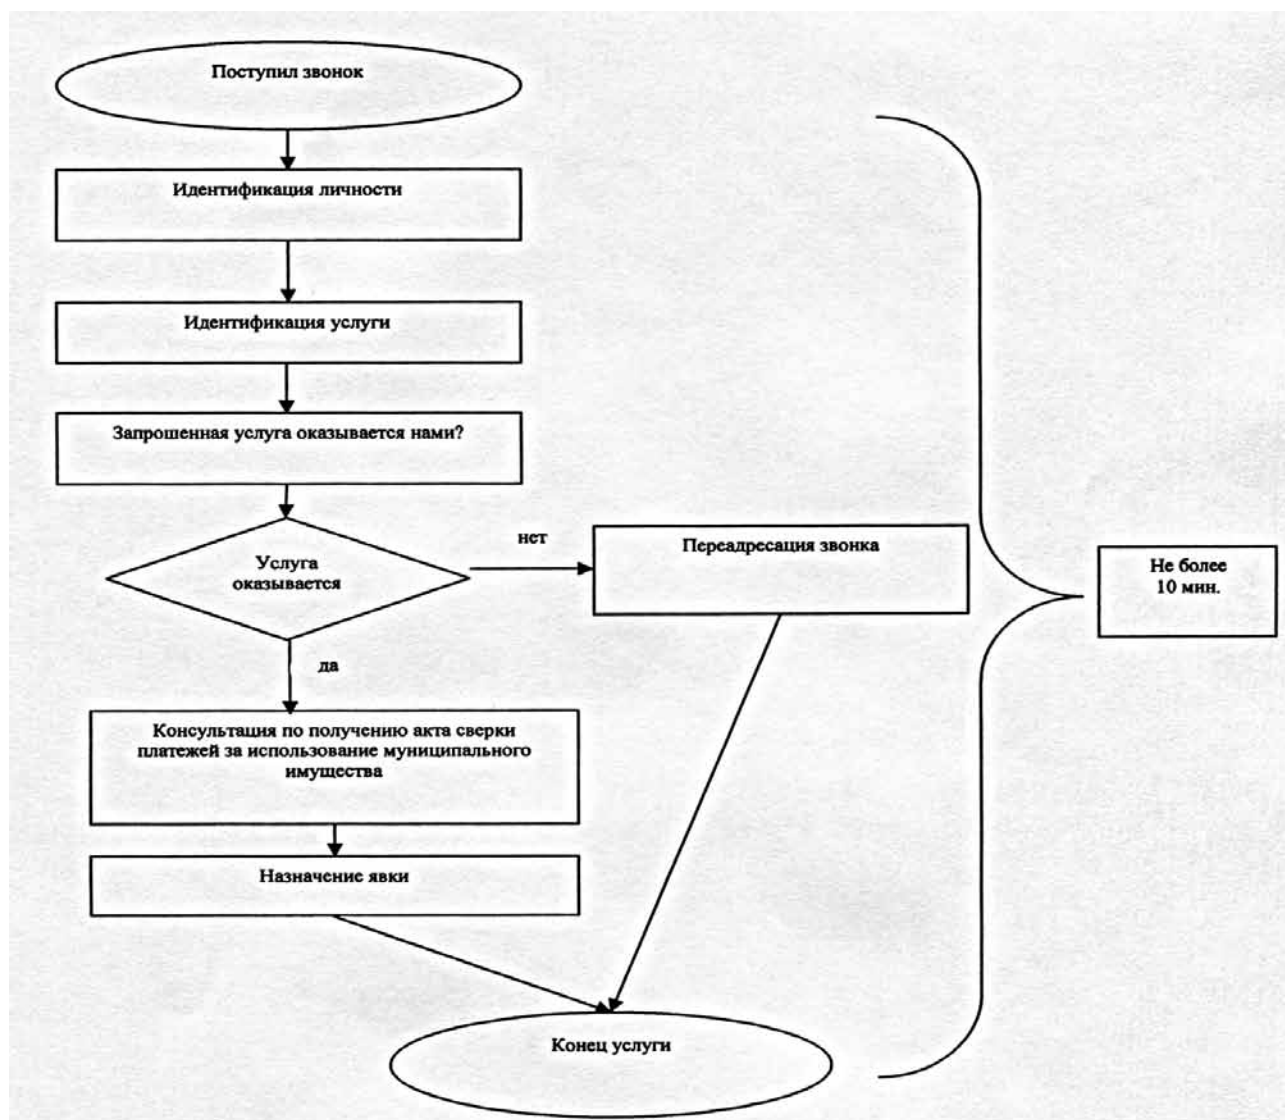 Поступил звонок
Идентификация личности
Идентификация услуги
Запрошенная услуга оказывается нами?
Услуга
оказывается
нет
Переадресация звонка
Не более
10 мин.
да
Консультация по получению акта сверки
платежей за использование муниципального
имущества
Назначение явки
Конец услуги